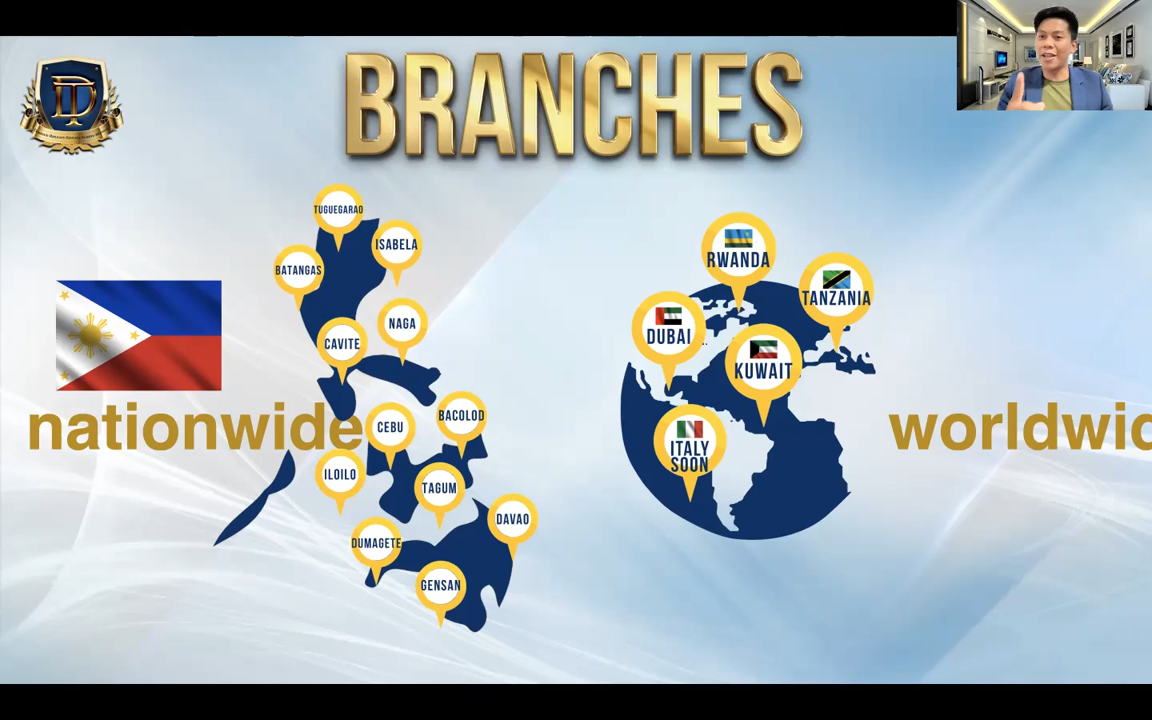 BRANCHES
TUGUEGARAO
ISABELA
BATANGAS
NAGA
CAVITE
BACOLOD
CEBU
ILOILO
TAGUM
DAVAO
DUMAGETE
GENSAN
nationwide
RWANDA
TANZANIA
DUBAI
KUWAIT
ITALY
SOON
worldwid